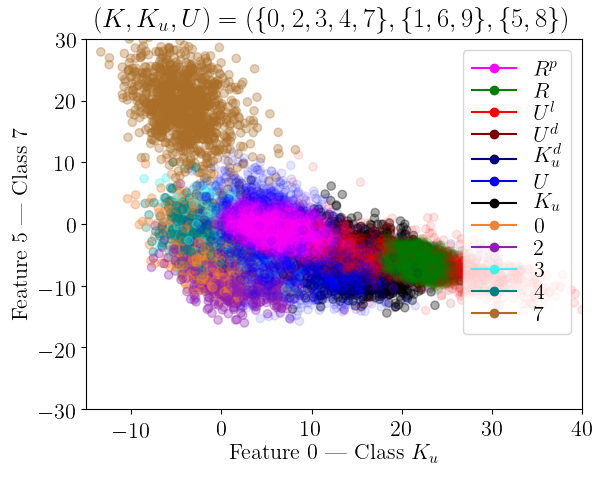 (K, K_u, U) = ({0, 2, 3, 4, 7}, {1, 6, 9}, {5, 8})
30
20
10
0
−10
−20
−30
Feature 5 — Class 7
R^p
R
U^l
U^d
K_u^d
U
K_u
0
2
3
4
7
−10
0
10
20
30
40
Feature 0 — Class K_u